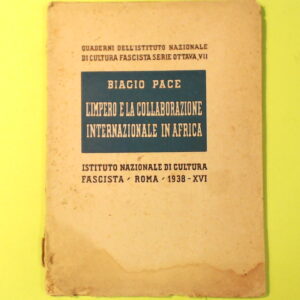 QUADERNI DELL'ISTITUTO NAZIONALE
DI CULTURA FASCISTA SERIE OTTAVA, VII
BIAGIO PACE
L'IMPERO E LA COLLABORAZIONE
INTERNAZIONALE IN AFRICA
ISTITUTO NAZIONALE DI CULTURA
FASCISTA - ROMA - 1938 - XVI